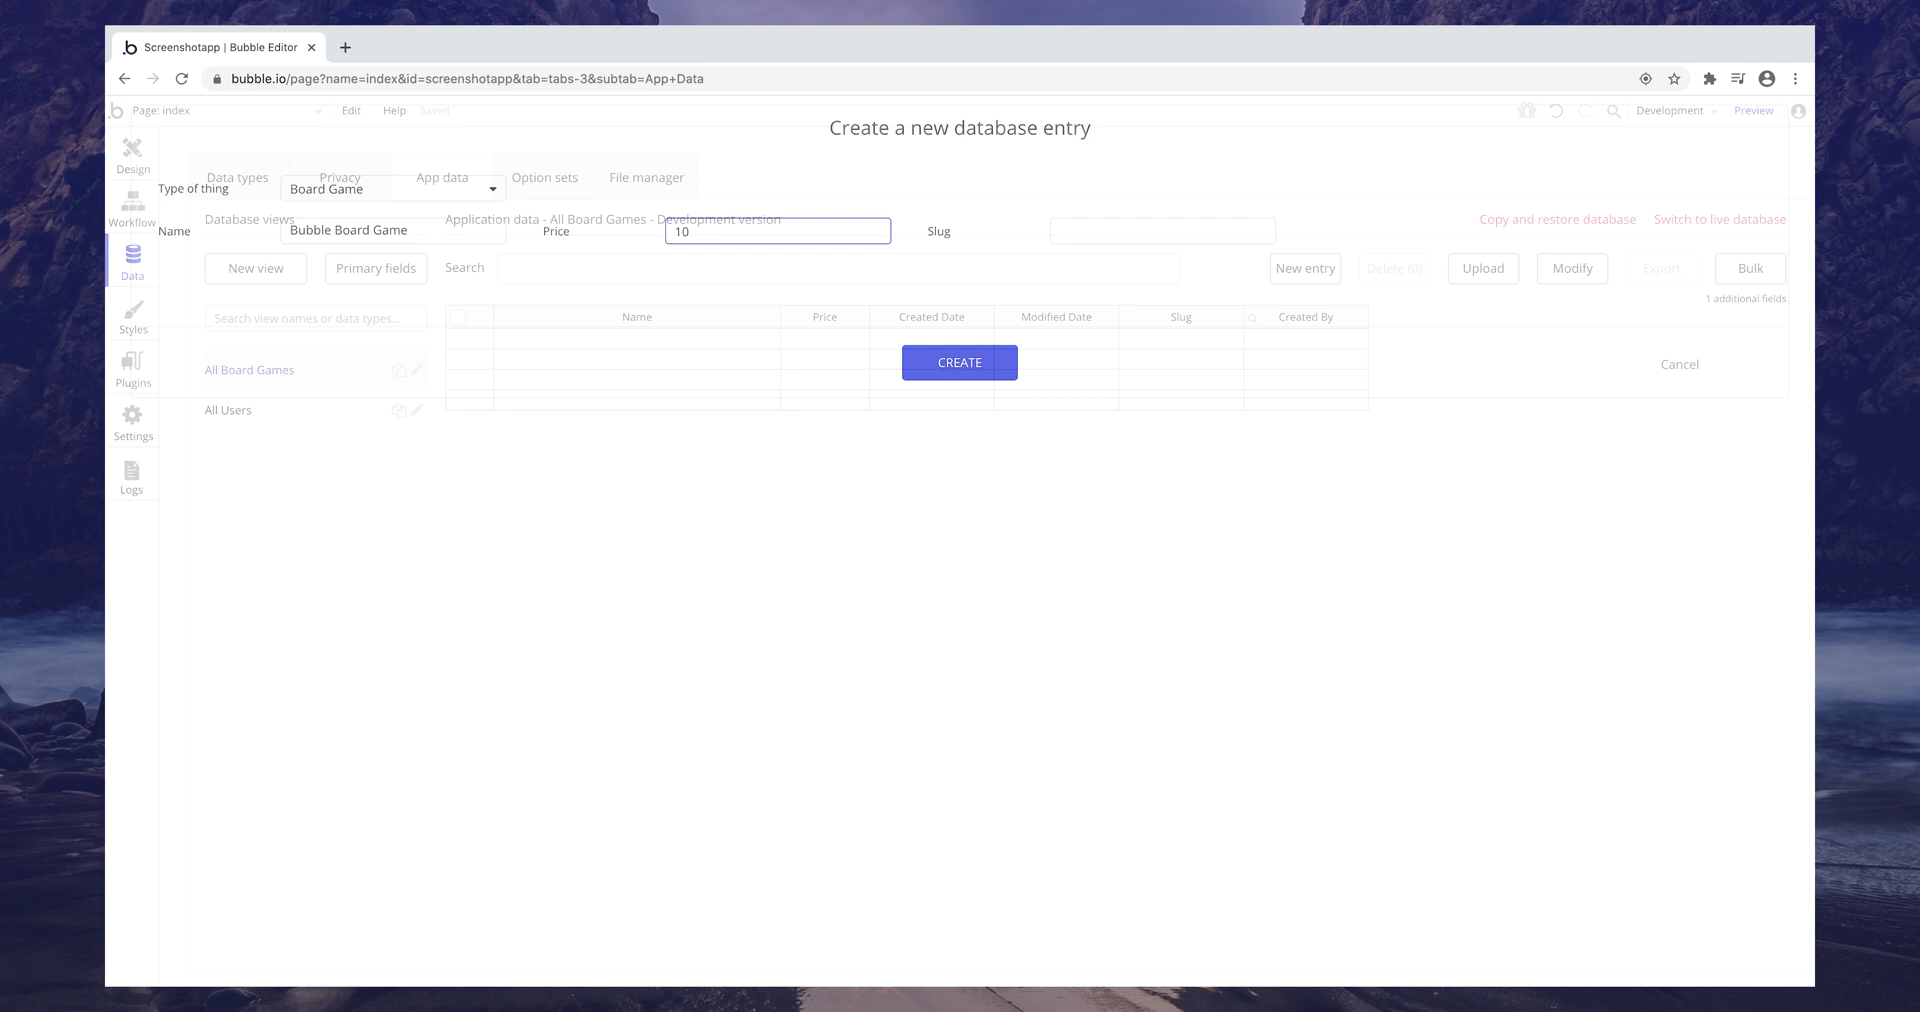 Screenshotapp | Bubble Editor
bubble.io/page?name=index&id=screenshotapp&tab=tabs-3&subtab=App+Data
Page: index Edit Help Saved Development Preview
Create a new database entry
Design
Data types Privacy App data Option sets File manager
Type of thing Board Game
Workflow
Database views Application data - All Board Games - Development version Copy and restore database Switch to live database
Name Bubble Board Game Price 10 Slug
Data
New view Primary fields Search New entry Delete (0) Upload Modify Export Bulk
1 additional fields
Styles
Search view names or data types...
Name Price Created Date Modified Date Slug Created By
CREATE
Cancel
Plugins
All Board Games
All Users
Settings
Logs